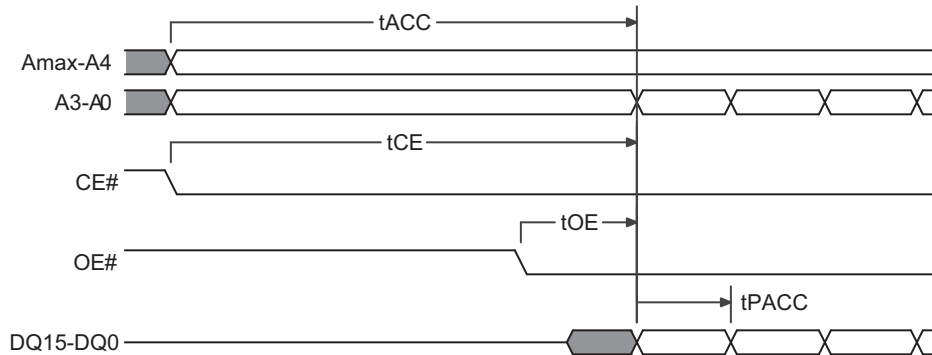 tACC
Amax-A4
A3-A0
tCE
CE#
tOE
OE#
tPACC
DQ15-DQ0